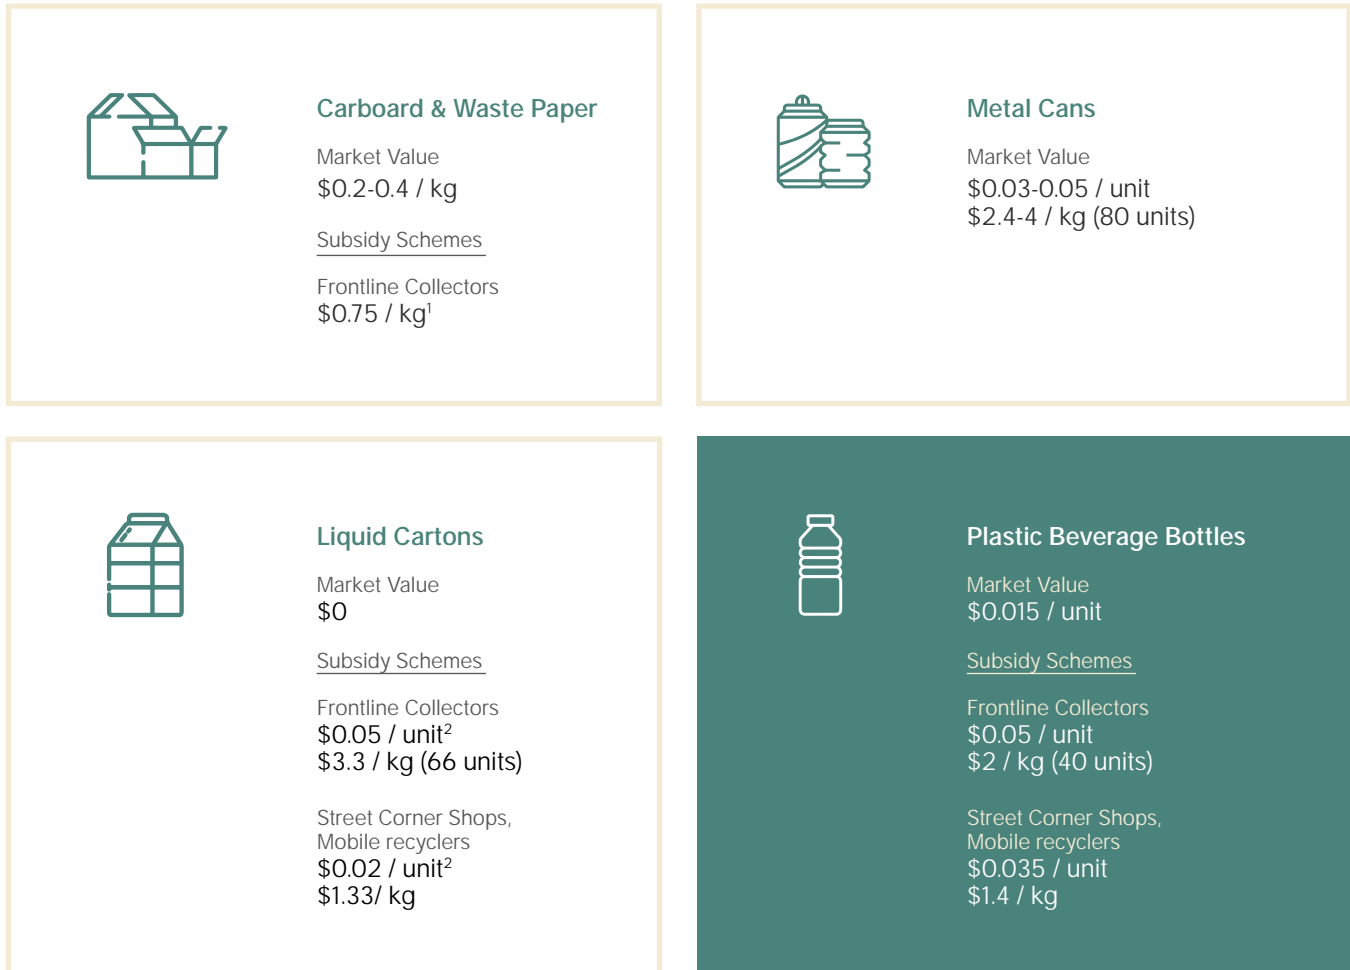 Carboard & Waste Paper
Market Value
$0.2-0.4 / kg
Subsidy Schemes
Frontline Collectors
$0.75 / kg¹
Metal Cans
Market Value
$0.03-0.05 / unit
$2.4-4 / kg (80 units)
Liquid Cartons
Market Value
$0
Subsidy Schemes
Frontline Collectors
$0.05 / unit²
$3.3 / kg (66 units)
Street Corner Shops,
Mobile recyclers
$0.02 / unit²
$1.33/ kg
Plastic Beverage Bottles
Market Value
$0.015 / unit
Subsidy Schemes
Frontline Collectors
$0.05 / unit
$2 / kg (40 units)
Street Corner Shops,
Mobile recyclers
$0.035 / unit
$1.4 / kg